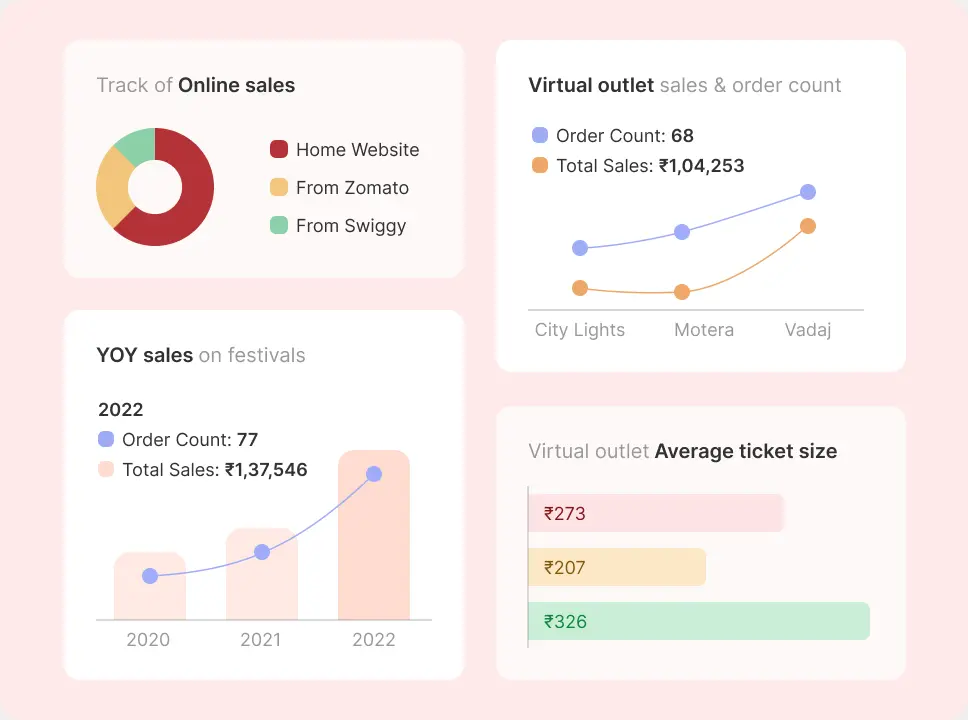 Track of Online sales
Home Website
From Zomato
From Swiggy
Virtual outlet sales & order count
Order Count: 68
Total Sales: ₹1,04,253
City Lights
Motera
Vadaj
YOY sales on festivals
2022
Order Count: 77
Total Sales: ₹1,37,546
2020
2021
2022
Virtual outlet Average ticket size
₹273
₹207
₹326